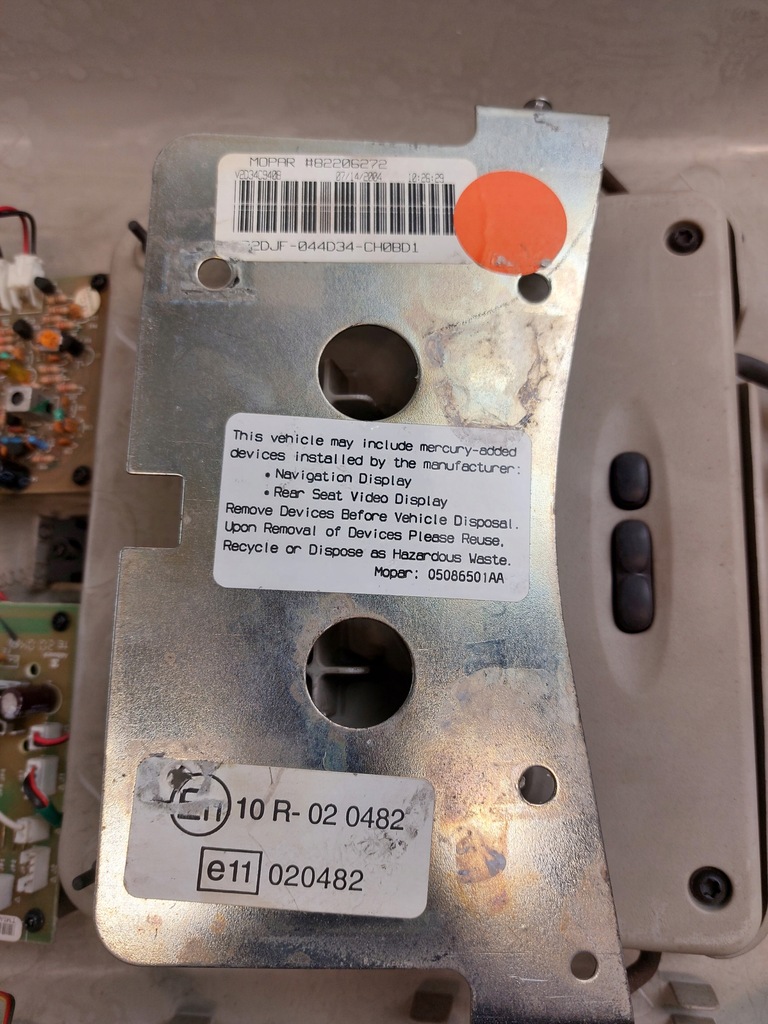 MOPAR #82206272
V2D34C940B 07/14/2004 10:29:29
2DJF-044D34-CH0BD1
This vehicle may include mercury-added
devices installed by the manufacturer:
• Navigation Display
• Rear Seat Video Display
Remove Devices Before Vehicle Disposal.
Upon Removal of Devices Please Reuse,
Recycle or Dispose as Hazardous Waste.
Mopar: 05086501AA
E11 10 R- 02 0482
e11 020482